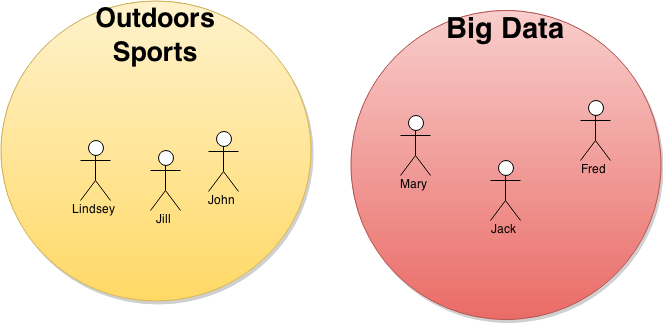 Outdoors
Sports
Big Data
Lindsey
Jill
John
Mary
Jack
Fred